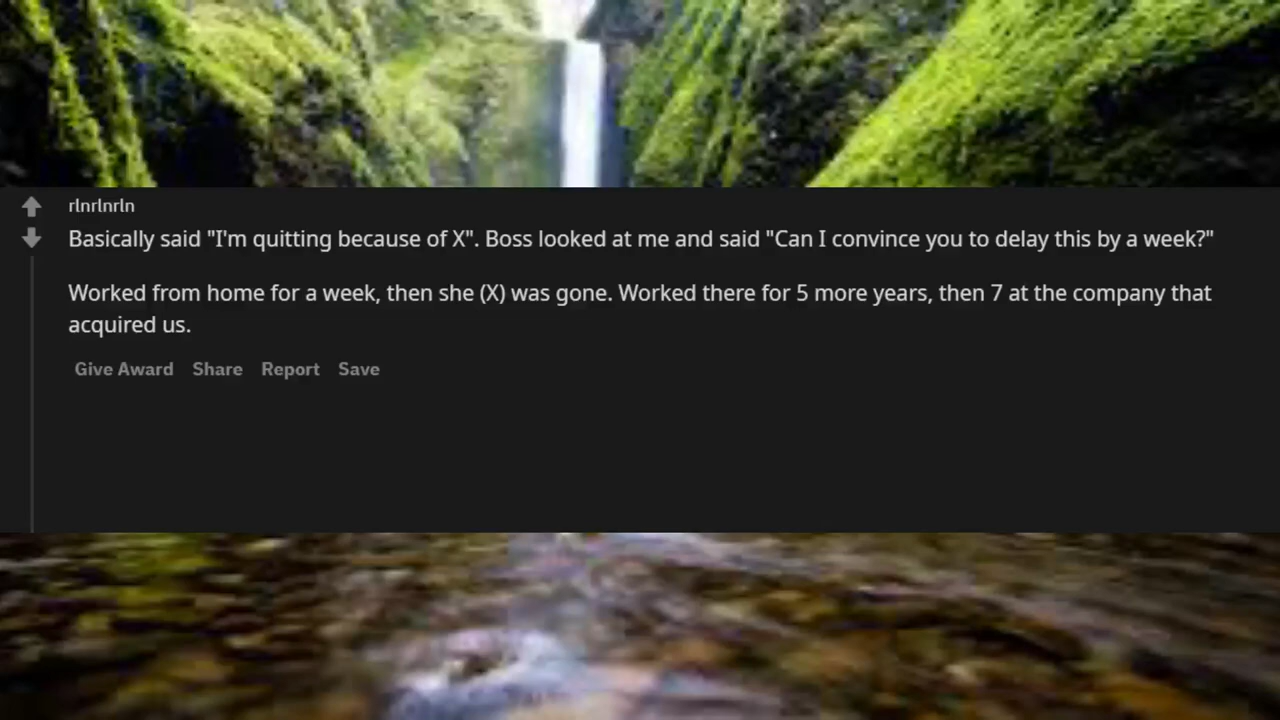 rlnrlnrln
Basically said "I'm quitting because of X". Boss looked at me and said "Can I convince you to delay this by a week?"
Worked from home for a week, then she (X) was gone. Worked there for 5 more years, then 7 at the company that
acquired us.
Give Award Share Report Save